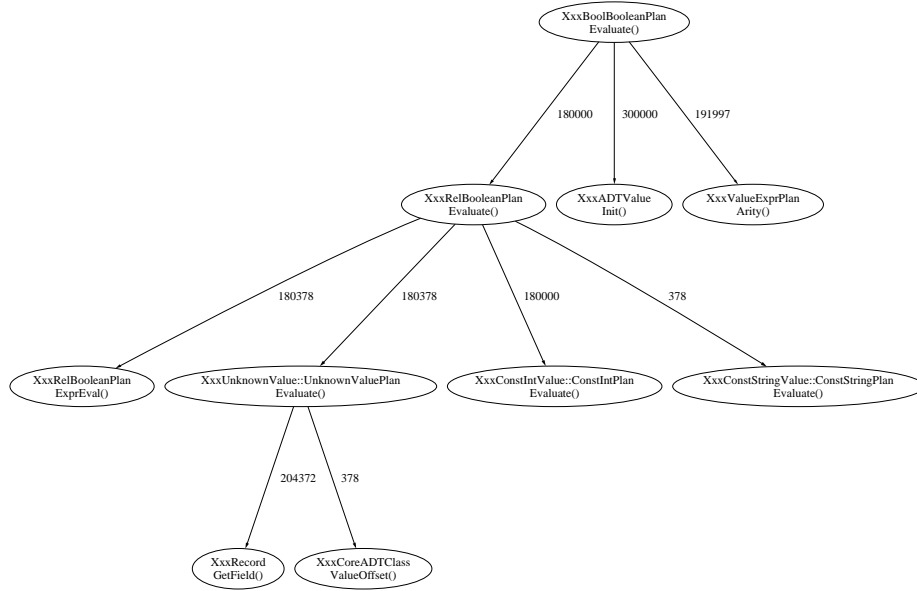 XxxBoolBooleanPlan
Evaluate()
180000
300000
191997
XxxRelBooleanPlan
Evaluate()
XxxADTValue
Init()
XxxValueExprPlan
Arity()
180378
180378
180000
378
XxxRelBooleanPlan
ExprEval()
XxxUnknownValue::UnknownValuePlan
Evaluate()
XxxConstIntValue::ConstIntPlan
Evaluate()
XxxConstStringValue::ConstStringPlan
Evaluate()
204372
378
XxxRecord
GetField()
XxxCoreADTClass
ValueOffset()